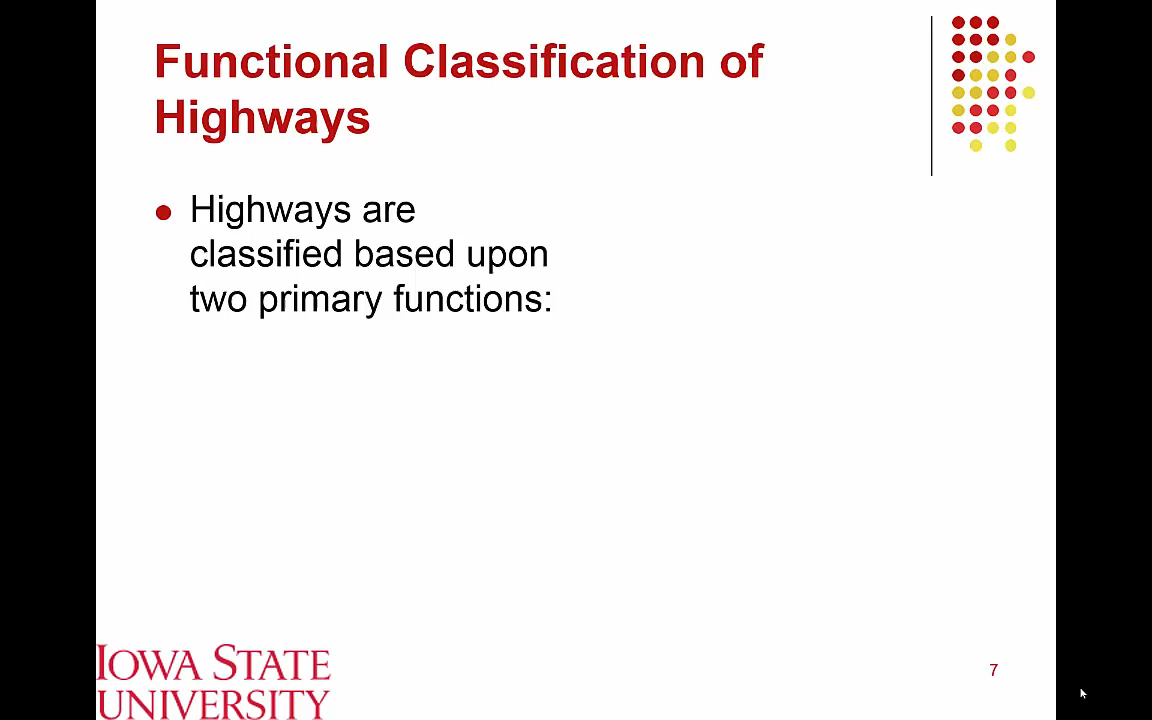 Functional Classification of
Highways
Highways are
classified based upon
two primary functions:
IOWA STATE
UNIVERSITY
7